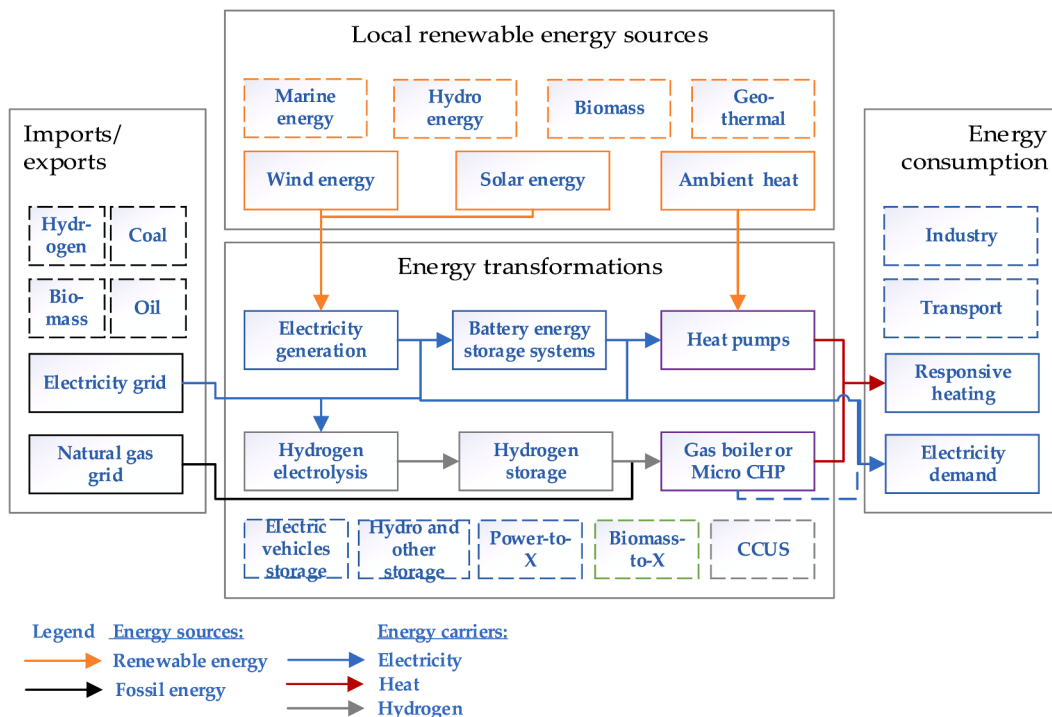 Local renewable energy sources
Marine
energy
Hydro
energy
Biomass
Geo-
thermal
Wind energy
Solar energy
Ambient heat
Imports/
exports
Hydr-
ogen
Coal
Bio-
mass
Oil
Electricity grid
Natural gas
grid
Energy transformations
Electricity
generation
Battery energy
storage systems
Heat pumps
Hydrogen
electrolysis
Hydrogen
storage
Gas boiler or
Micro CHP
Electric
vehicles
storage
Hydro and
other
storage
Power-to-
X
Biomass-
to-X
CCUS
Energy
consumption
Industry
Transport
Responsive
heating
Electricity
demand
Legend
Energy sources:
Renewable energy
Fossil energy
Energy carriers:
Electricity
Heat
Hydrogen